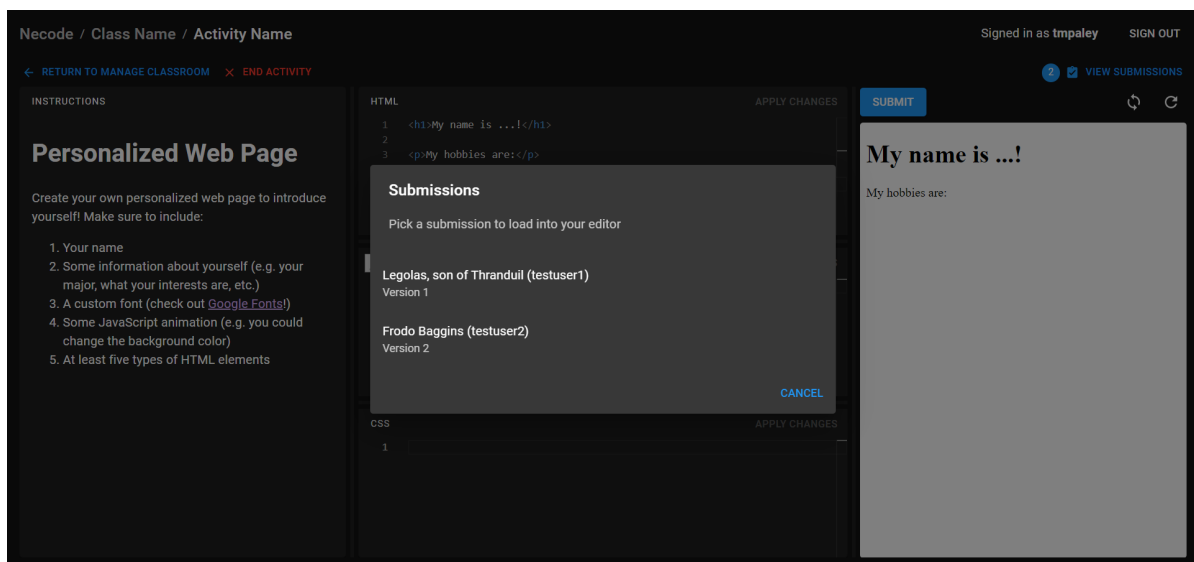 Necode / Class Name / Activity Name
Signed in as tmpaley
SIGN OUT
← RETURN TO MANAGE CLASSROOM
× END ACTIVITY
2
VIEW SUBMISSIONS
INSTRUCTIONS
Personalized Web Page
Create your own personalized web page to introduce
yourself! Make sure to include:
1. Your name
2. Some information about yourself (e.g. your
major, what your interests are, etc.)
3. A custom font (check out Google Fonts!)
4. Some JavaScript animation (e.g. you could
change the background color)
5. At least five types of HTML elements
HTML
APPLY CHANGES
1 <h1>My name is ...!</h1>
2
3 <p>My hobbies are:</p>
Submissions
Pick a submission to load into your editor
Legolas, son of Thranduil (testuser1)
Version 1
Frodo Baggins (testuser2)
Version 2
CANCEL
CSS
APPLY CHANGES
1
SUBMIT
My name is ...!
My hobbies are: